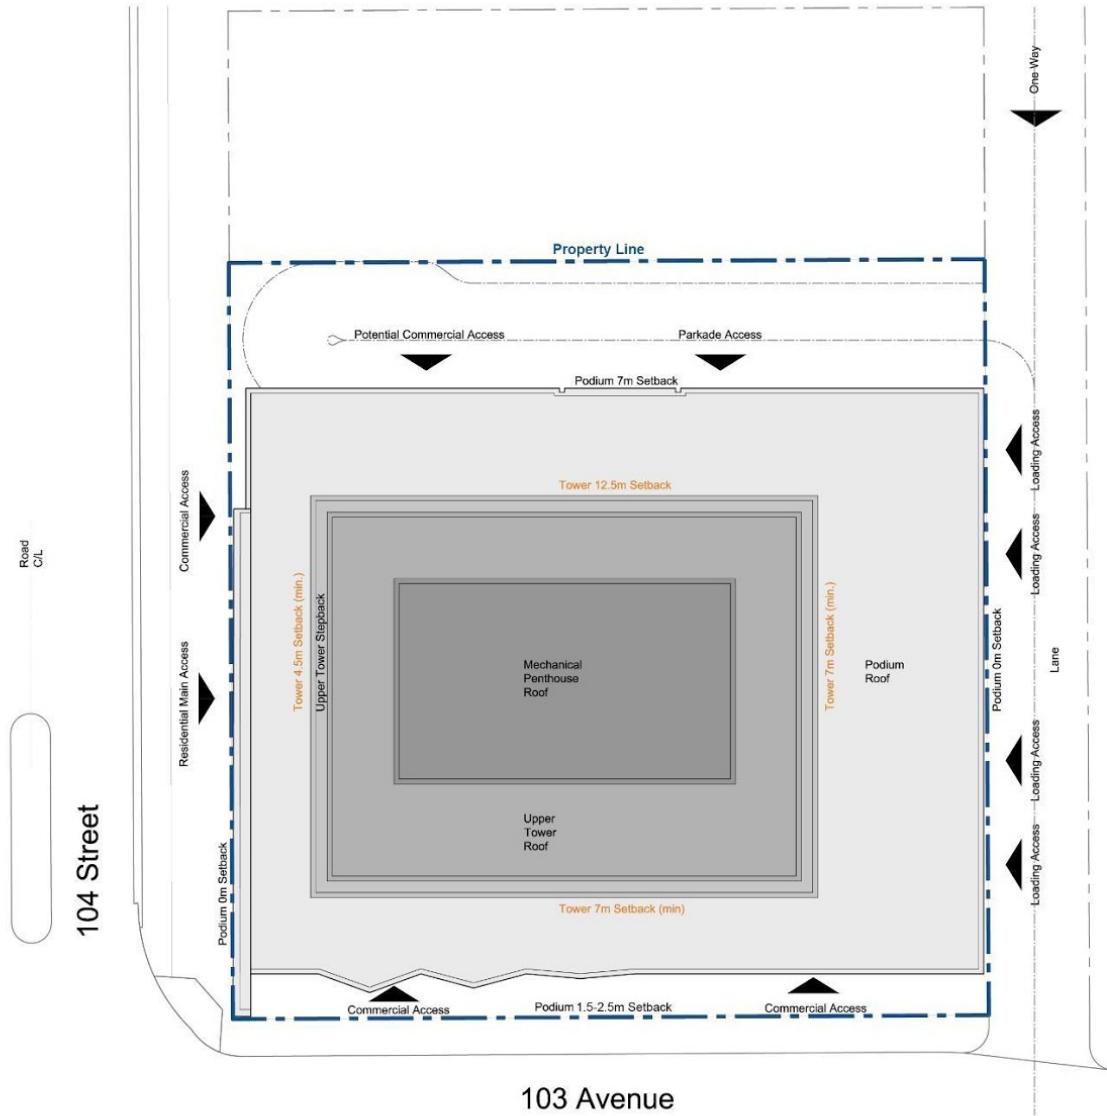 One Way
Property Line
Potential Commercial Access
Parkade Access
Podium 7m Setback
Loading Access
Commercial Access
Tower 12.5m Setback
Loading Access
Road
C/L
Tower 4.5m Setback (min.)
Upper Tower Stepback
Tower 7m Setback (min.)
Mechanical
Penthouse
Roof
Podium
Roof
Podium 0m Setback
Lane
Residential Main Access
Loading Access
Upper
Tower
Roof
Loading Access
104 Street
Podium 0m Setback
Tower 7m Setback (min)
Commercial Access
Podium 1.5-2.5m Setback
Commercial Access
103 Avenue